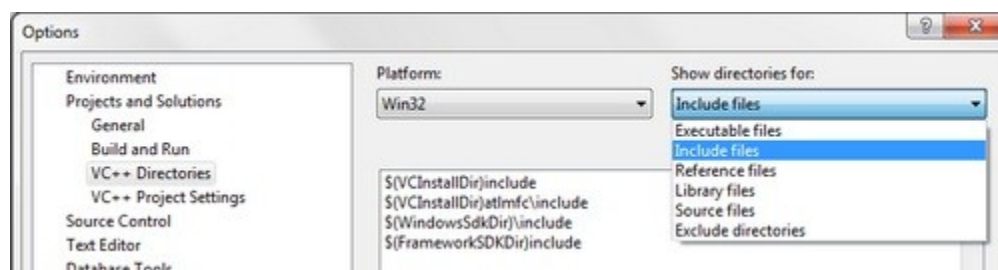 Options
Environment
Projects and Solutions
General
Build and Run
VC++ Directories
VC++ Project Settings
Source Control
Text Editor
Database Tools
Platform:
Win32
Show directories for:
Include files
Executable files
Include files
Reference files
Library files
Source files
Exclude directories
$(VCInstallDir)include
$(VCInstallDir)atlmfc\include
$(WindowsSdkDir)\include
$(FrameworkSDKDir)include